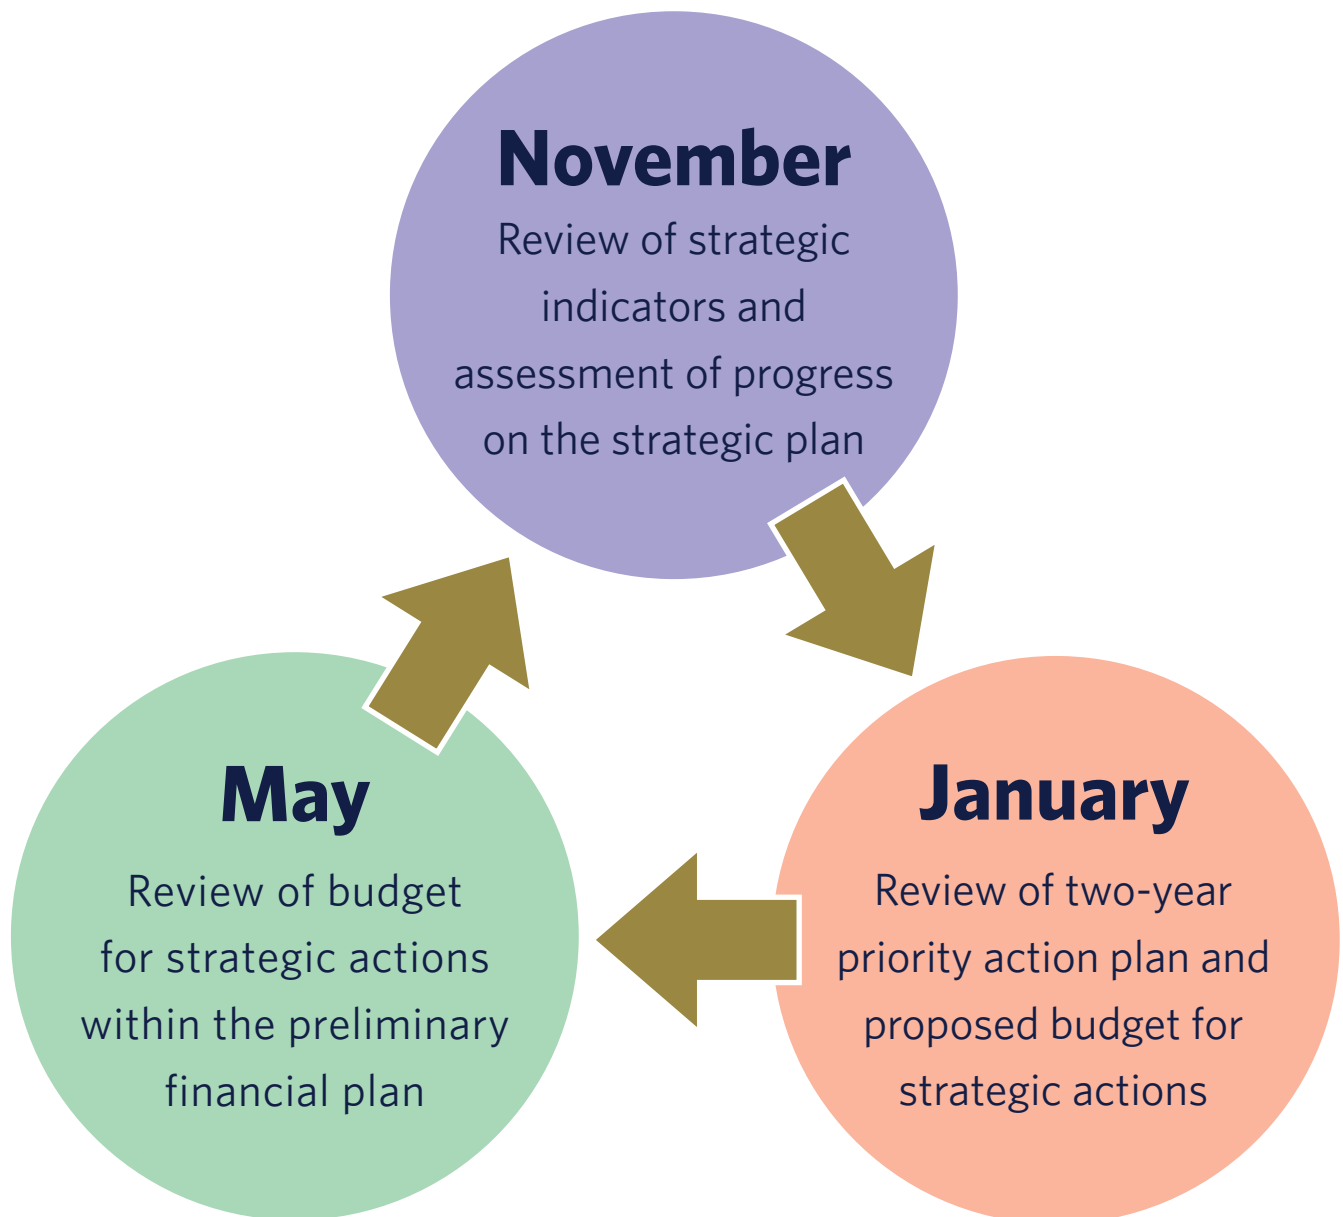 November
Review of strategic
indicators and
assessment of progress
on the strategic plan
January
Review of two-year
priority action plan and
proposed budget for
strategic actions
May
Review of budget
for strategic actions
within the preliminary
financial plan